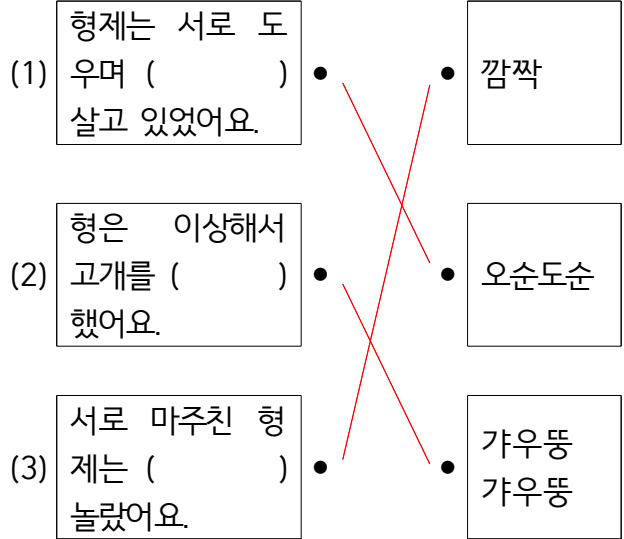 (1)
형제는 서로 도
우며 (        )
살고 있었어요.
깜짝
(2)
형은 이상해서
고개를 (        )
했어요.
오순도순
(3)
서로 마주친 형
제는 (        )
놀랐어요.
갸우뚱
갸우뚱